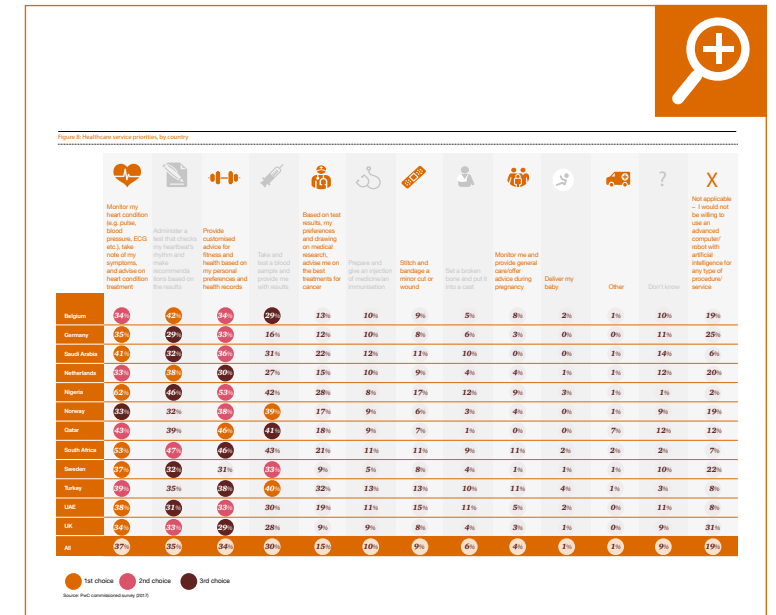 Figure 8: Healthcare service priorities, by country
Monitor my
heart condition
(e.g. pulse,
blood
pressure, ECG
etc.), take
note of my
symptoms,
and advise on
heart condition
treatment
Administer a
test that checks
my heartbeat's
rhythm and
make
recommenda
tions based on
the results
Provide
customised
advice for
fitness and
health based on
my personal
preferences and
health records
Take and
test a blood
sample and
provide me
with results
Based on test
results, my
preferences
and drawing
on medical
research,
advise me on
the best
treatments for
cancer
Prepare and
give an injection
of medicine/an
immunisation
Stitch and
bandage a
minor cut or
wound
Set a broken
bone and put it
into a cast
Monitor me and
provide general
care/offer
advice during
pregnancy
Deliver my
baby
Other
?
Don't know
X
Not applicable
– I would not
be willing to
use an
advanced
computer/
robot with
artificial
intelligence for
any type of
procedure/
service
Belgium 34% 42% 34% 29% 13% 10% 9% 5% 8% 2% 1% 10% 19%
Germany 35% 29% 33% 16% 12% 10% 8% 6% 3% 0% 0% 11% 25%
Saudi Arabia 41% 32% 36% 31% 22% 12% 11% 10% 0% 0% 1% 14% 6%
Netherlands 33% 38% 30% 27% 15% 10% 9% 4% 4% 1% 1% 12% 20%
Nigeria 62% 46% 53% 42% 28% 8% 17% 12% 9% 3% 1% 1% 2%
Norway 33% 32% 38% 39% 17% 9% 6% 3% 4% 0% 1% 9% 19%
Qatar 43% 39% 46% 41% 18% 9% 7% 1% 0% 0% 7% 12% 12%
South Africa 53% 47% 46% 43% 21% 11% 11% 9% 11% 2% 2% 2% 7%
Sweden 37% 32% 31% 33% 9% 5% 8% 4% 1% 1% 1% 10% 22%
Turkey 39% 35% 38% 40% 32% 13% 13% 10% 11% 4% 1% 3% 8%
UAE 38% 31% 33% 30% 19% 11% 15% 11% 5% 2% 0% 11% 8%
UK 34% 33% 29% 28% 9% 9% 8% 4% 3% 1% 0% 9% 31%
All 37% 35% 34% 30% 15% 10% 9% 6% 4% 1% 1% 9% 19%
1st choice 2nd choice 3rd choice
Source: PwC commissioned survey (2017)